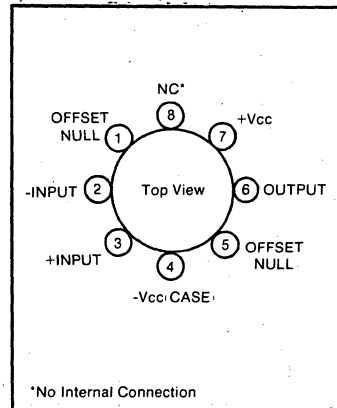 NC*
OFFSET
NULL
8
+Vcc
1
7
-INPUT
2
Top View
6
OUTPUT
3
5
+INPUT
4
OFFSET
NULL
-Vcc (CASE)
*No Internal Connection